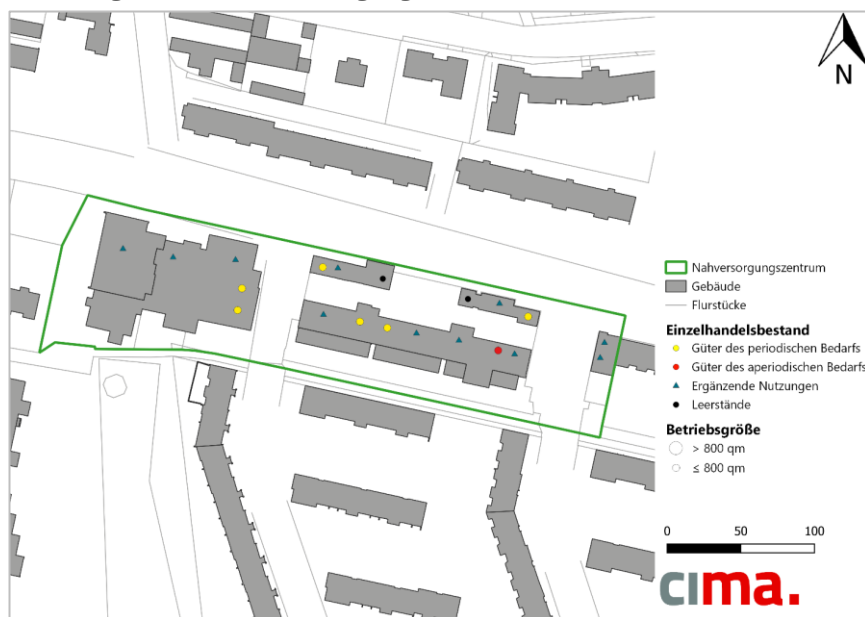 N
Nahversorgungszentrum
Gebäude
Flurstücke
Einzelhandelsbestand
Güter des periodischen Bedarfs
Güter des aperiodischen Bedarfs
Ergänzende Nutzungen
Leerstände
Betriebsgröße
> 800 qm
≤ 800 qm
0 50 100
cima.